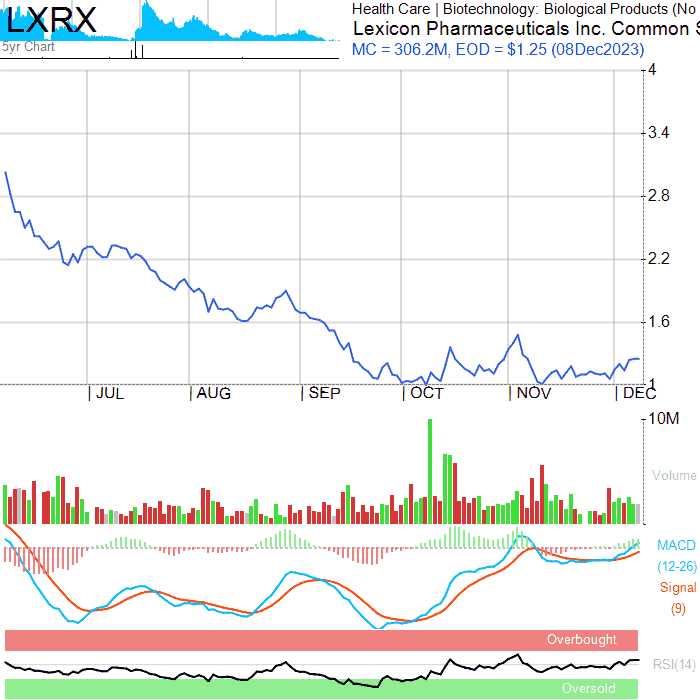 LXRX
5yr Chart
Health Care | Biotechnology: Biological Products (No
Lexicon Pharmaceuticals Inc. Common S
MC = 306.2M, EOD = $1.25 (08Dec2023)
4
3.4
2.8
2.2
1.6
1
JUL AUG SEP OCT NOV DEC
10M
Volume
MACD
(12-26)
Signal
(9)
Overbought
RSI(14)
Oversold